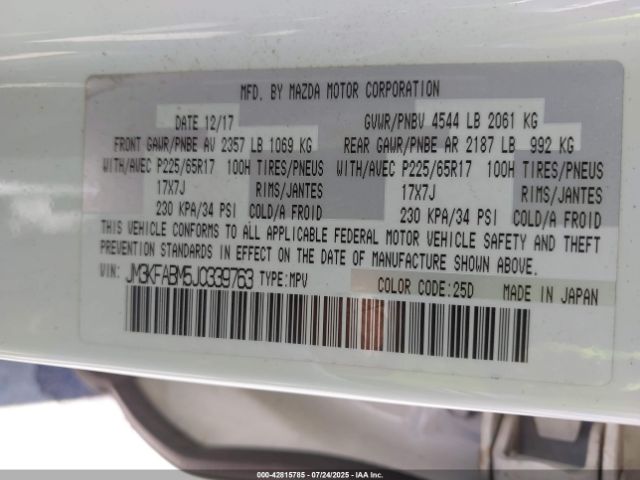 MFD. BY MAZDA MOTOR CORPORATION
DATE 12/17 GVWR/PNBV 4544 LB 2061 KG
FRONT GAWR/PNBE AV 2357 LB 1069 KG REAR GAWR/PNBE AR 2187 LB 992 KG
WITH/AVEC P225/65R17 100H TIRES/PNEUS WITH/AVEC P225/65R17 100H TIRES/PNEUS
17X7J RIMS/JANTES 17X7J RIMS/JANTES
230 KPA/34 PSI COLD/A FROID 230 KPA/34 PSI COLD/A FROID
THIS VEHICLE CONFORMS TO ALL APPLICABLE FEDERAL MOTOR VEHICLE SAFETY AND THEFT
PREVENTION STANDARDS IN EFFECT ON THE DATE OF MANUFACTURE SHOWN ABOVE.
VIN: JM3KFABM5J0339763 TYPE:MPV COLOR CODE:25D MADE IN JAPAN
000-42815785 - 07/24/2025 - IAA Inc.